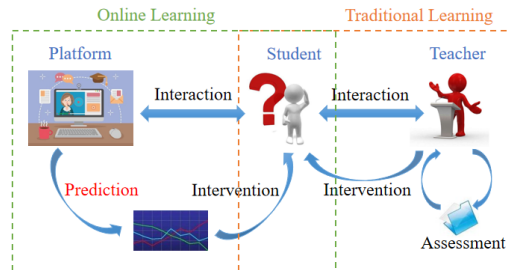 Online Learning
Traditional Learning
Platform
Student
Teacher
Interaction
Interaction
Prediction
Intervention
Intervention
Assessment